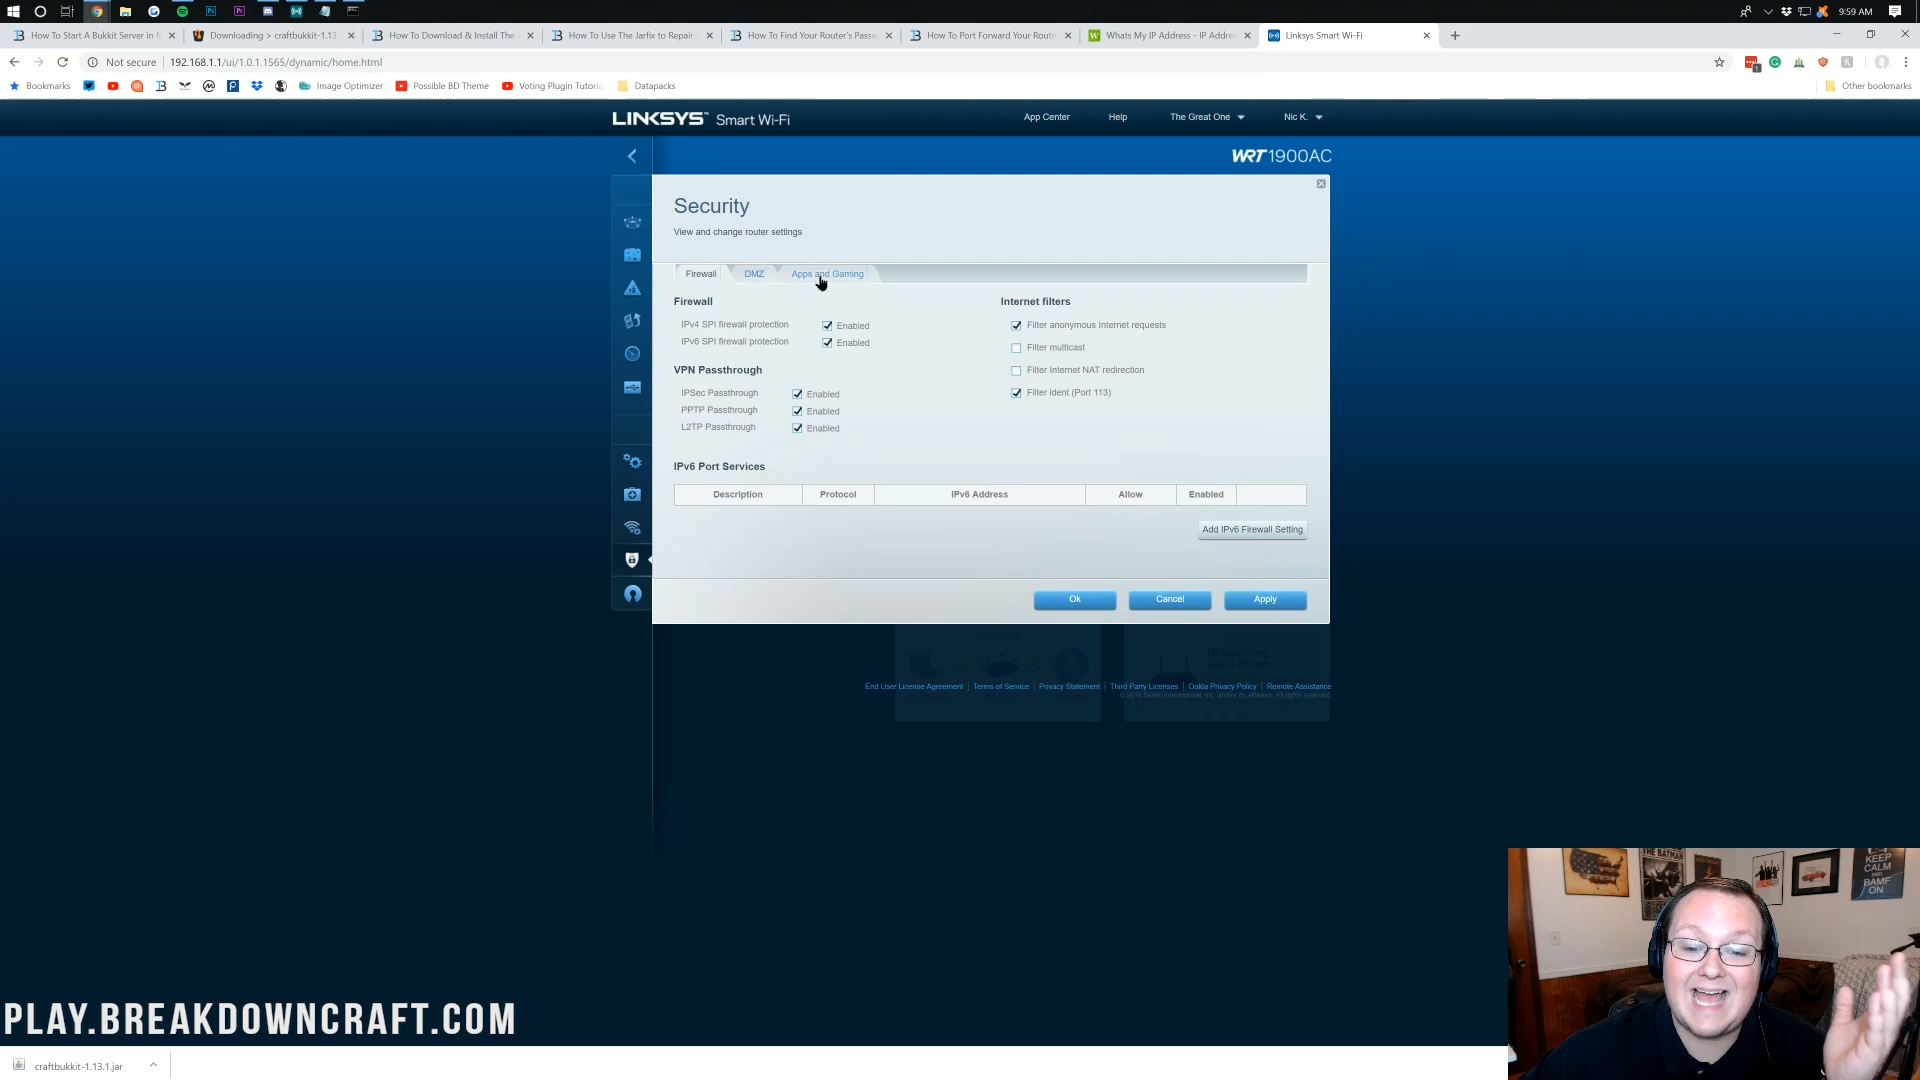 9:59 AM
How To Start A Bukkit Server in
Downloading > craftbukkit-1.13.
How To Download & Install The
How To Use The Jarfix to Repair
How To Find Your Router's Passw
How To Port Forward Your Route
Whats My IP Address - IP Addre
Linksys Smart Wi-Fi
Not secure | 192.168.1.1/ui/1.0.1.1565/dynamic/home.html
Bookmarks
Image Optimizer
Possible BD Theme
Voting Plugin Tutoria
Datapacks
Other bookmarks
LINKSYS™ Smart Wi-Fi
App Center
Help
The Great One
Nic K.
WRT1900AC
Security
View and change router settings
Firewall
DMZ
Apps and Gaming
Firewall
IPv4 SPI firewall protection
Enabled
IPv6 SPI firewall protection
Enabled
VPN Passthrough
IPSec Passthrough
Enabled
PPTP Passthrough
Enabled
L2TP Passthrough
Enabled
Internet filters
Filter anonymous Internet requests
Filter multicast
Filter Internet NAT redirection
Filter ident (Port 113)
IPv6 Port Services
Description
Protocol
IPv6 Address
Allow
Enabled
Add IPv6 Firewall Setting
Ok
Cancel
Apply
End User License Agreement | Terms of Service | Privacy Statement | Third Party Licenses | Ookla Privacy Policy | Remote Assistance
THE BATMAN
KEEP
CALM
AND
BAMF
ON
PLAY.BREAKDOWNCRAFT.COM
craftbukkit-1.13.1.jar